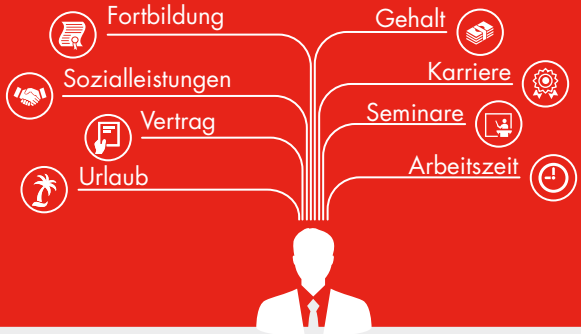 Fortbildung
Sozialleistungen
Vertrag
Urlaub
Gehalt
Karriere
Seminare
Arbeitszeit